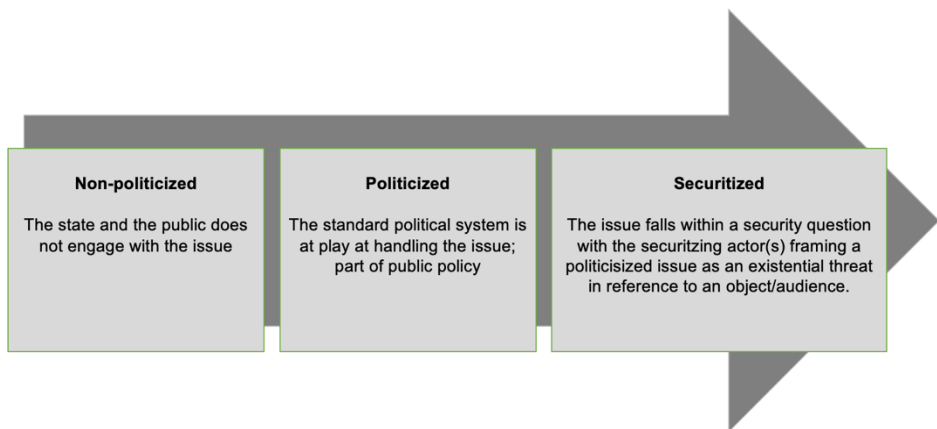 Non-politicized
The state and the public does
not engage with the issue
Politicized
The standard political system is
at play at handling the issue;
part of public policy
Securitized
The issue falls within a security question
with the securitzing actor(s) framing a
politicisized issue as an existential threat
in reference to an object/audience.